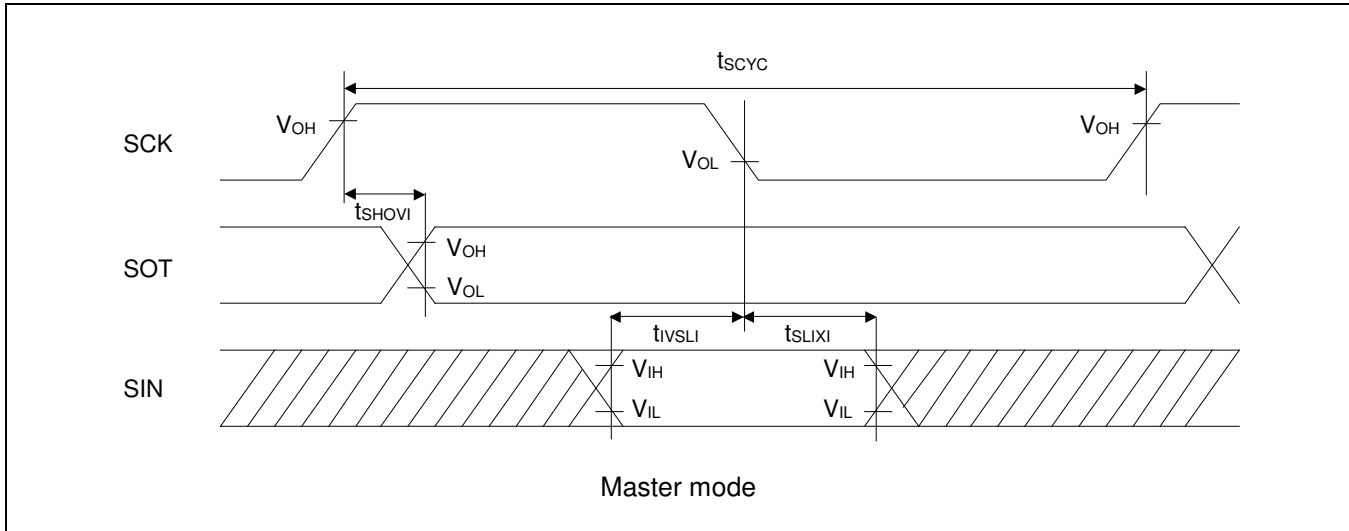 tSCYC
SCK
VOH
VOL
VOH
tSHOVI
SOT
VOH
VOL
tIVSLI
tSLIXI
SIN
VIH
VIH
VIL
VIL
Master mode